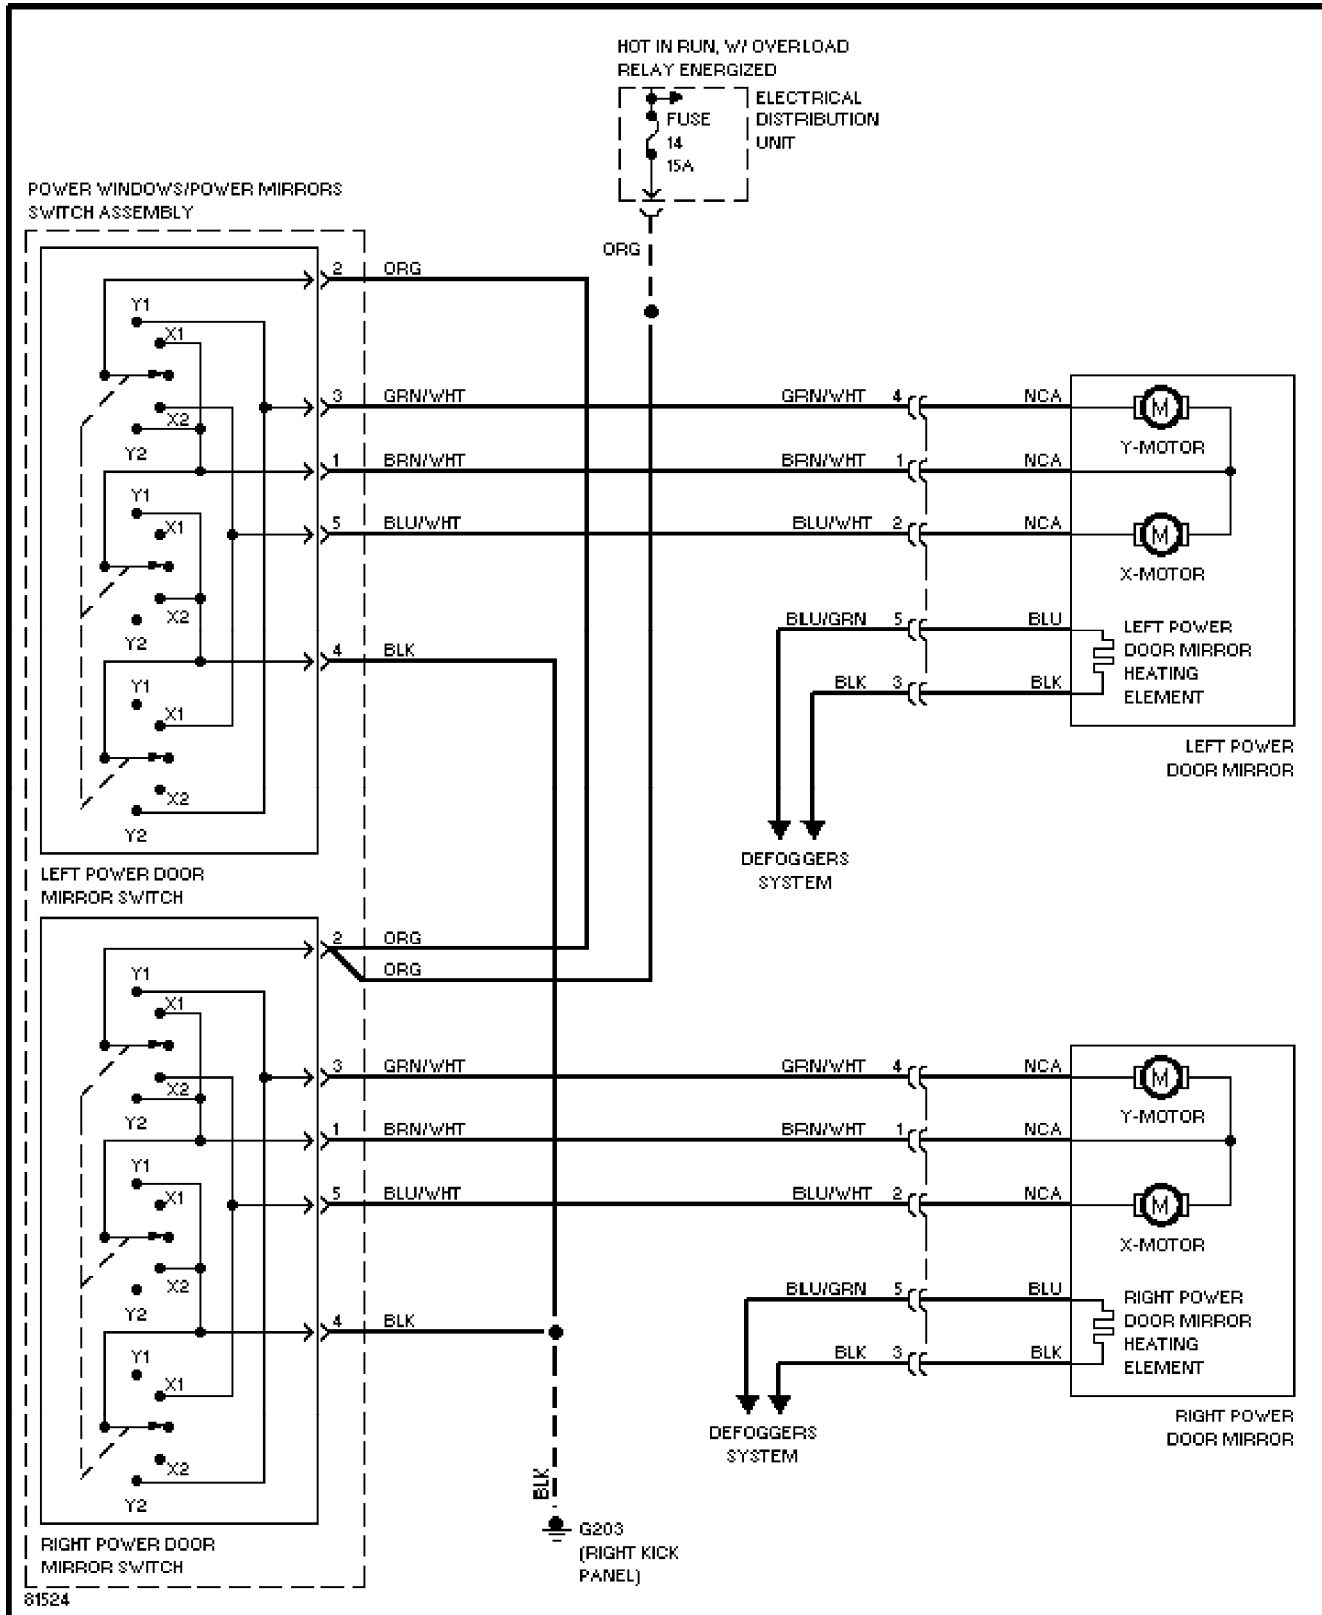 HOT IN RUN, W/ OVERLOAD
RELAY ENERGIZED
ELECTRICAL
DISTRIBUTION
UNIT
FUSE
14
15A
ORG
POWER WINDOWS/POWER MIRRORS
SWITCH ASSEMBLY
2 ORG
Y1
X1
X2
Y2
3 GRN/WHT
GRN/WHT 4
NCA
Y-MOTOR
M
1 BRN/WHT
BRN/WHT 1
NCA
Y1
X1
X2
Y2
5 BLU/WHT
BLU/WHT 2
NCA
M
X-MOTOR
BLU/GRN 5
BLU
LEFT POWER
DOOR MIRROR
HEATING
ELEMENT
4 BLK
BLK 3
BLK
Y1
X1
X2
Y2
LEFT POWER
DOOR MIRROR
DEFOGGERS
SYSTEM
LEFT POWER DOOR
MIRROR SWITCH
2 ORG
ORG
Y1
X1
X2
Y2
3 GRN/WHT
GRN/WHT 4
NCA
M
Y-MOTOR
1 BRN/WHT
BRN/WHT 1
NCA
Y1
X1
X2
Y2
5 BLU/WHT
BLU/WHT 2
NCA
M
X-MOTOR
BLU/GRN 5
BLU
RIGHT POWER
DOOR MIRROR
HEATING
ELEMENT
4 BLK
BLK 3
BLK
Y1
X1
X2
Y2
RIGHT POWER
DOOR MIRROR
DEFOGGERS
SYSTEM
BLK
G203
(RIGHT KICK
PANEL)
RIGHT POWER DOOR
MIRROR SWITCH
81524